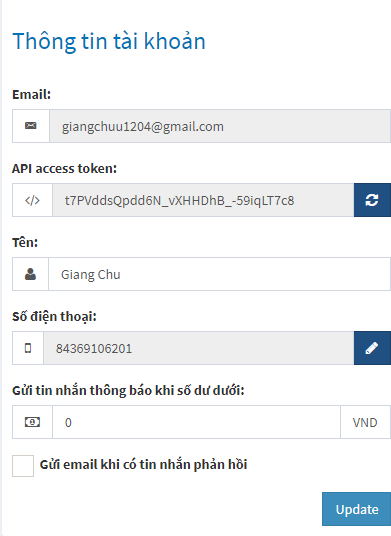 Thông tin tài khoản
Email:
giangchuu1204@gmail.com
API access token:
t7PVddsQpdd6N_vXHHDhB_-59iqLT7c8
Tên:
Giang Chu
Số điện thoại:
84369106201
Gửi tin nhắn thông báo khi số dư dưới:
0 VND
Gửi email khi có tin nhắn phản hồi
Update